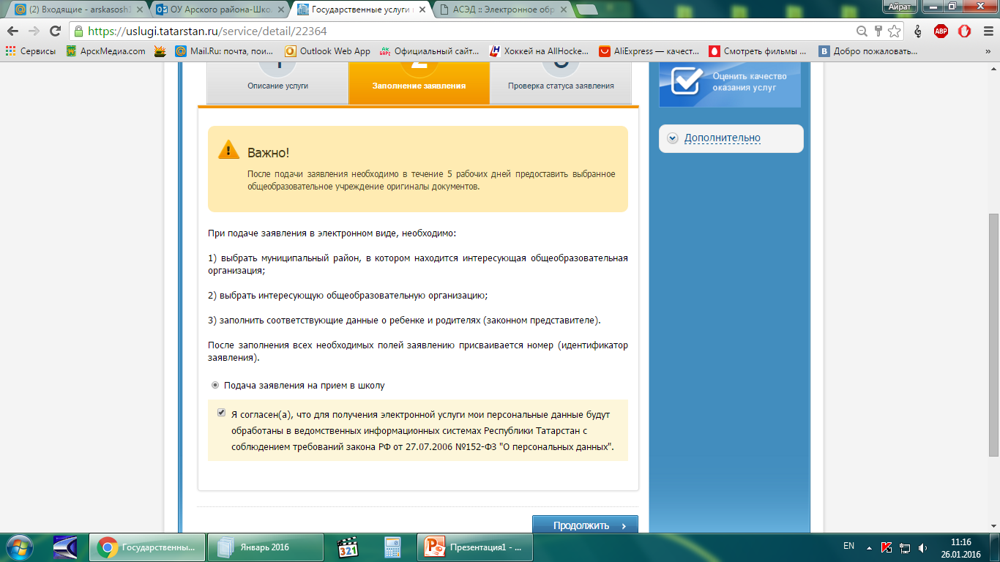 Айрат
(2) Входящие - arskasosh1
ОУ Арского района-Шко
Государственные услуги
АСЭД :: Электронное обр
https://uslugi.tatarstan.ru/service/detail/22364
Сервисы
АрскМедиа.com
Mail.Ru: почта, пои...
Outlook Web App
Официальный сайт...
Хоккей на AllHocke...
AliExpress — качест...
Смотреть фильмы ...
Добро пожаловать...
»
Описание услуги
Заполнение заявления
Проверка статуса заявления
Оценить качество
оказания услуг
Дополнительно
Важно!
После подачи заявления необходимо в течение 5 рабочих дней предоставить выбранное
общеобразовательное учреждение оригиналы документов.
При подаче заявления в электронном виде, необходимо:
1) выбрать муниципальный район, в котором находится интересующая общеобразовательная
организация;
2) выбрать интересующую общеобразовательную организацию;
3) заполнить соответствующие данные о ребенке и родителях (законном представителе).
После заполнения всех необходимых полей заявлению присваивается номер (идентификатор
заявления).
Подача заявления на прием в школу
Я согласен(а), что для получения электронной услуги мои персональные данные будут
обработаны в ведомственных информационных системах Республики Татарстан с
соблюдением требований закона РФ от 27.07.2006 №152-ФЗ "О персональных данных".
Продолжить
Государственны...
Январь 2016
321
Презентация1 - ...
EN
11:16
26.01.2016